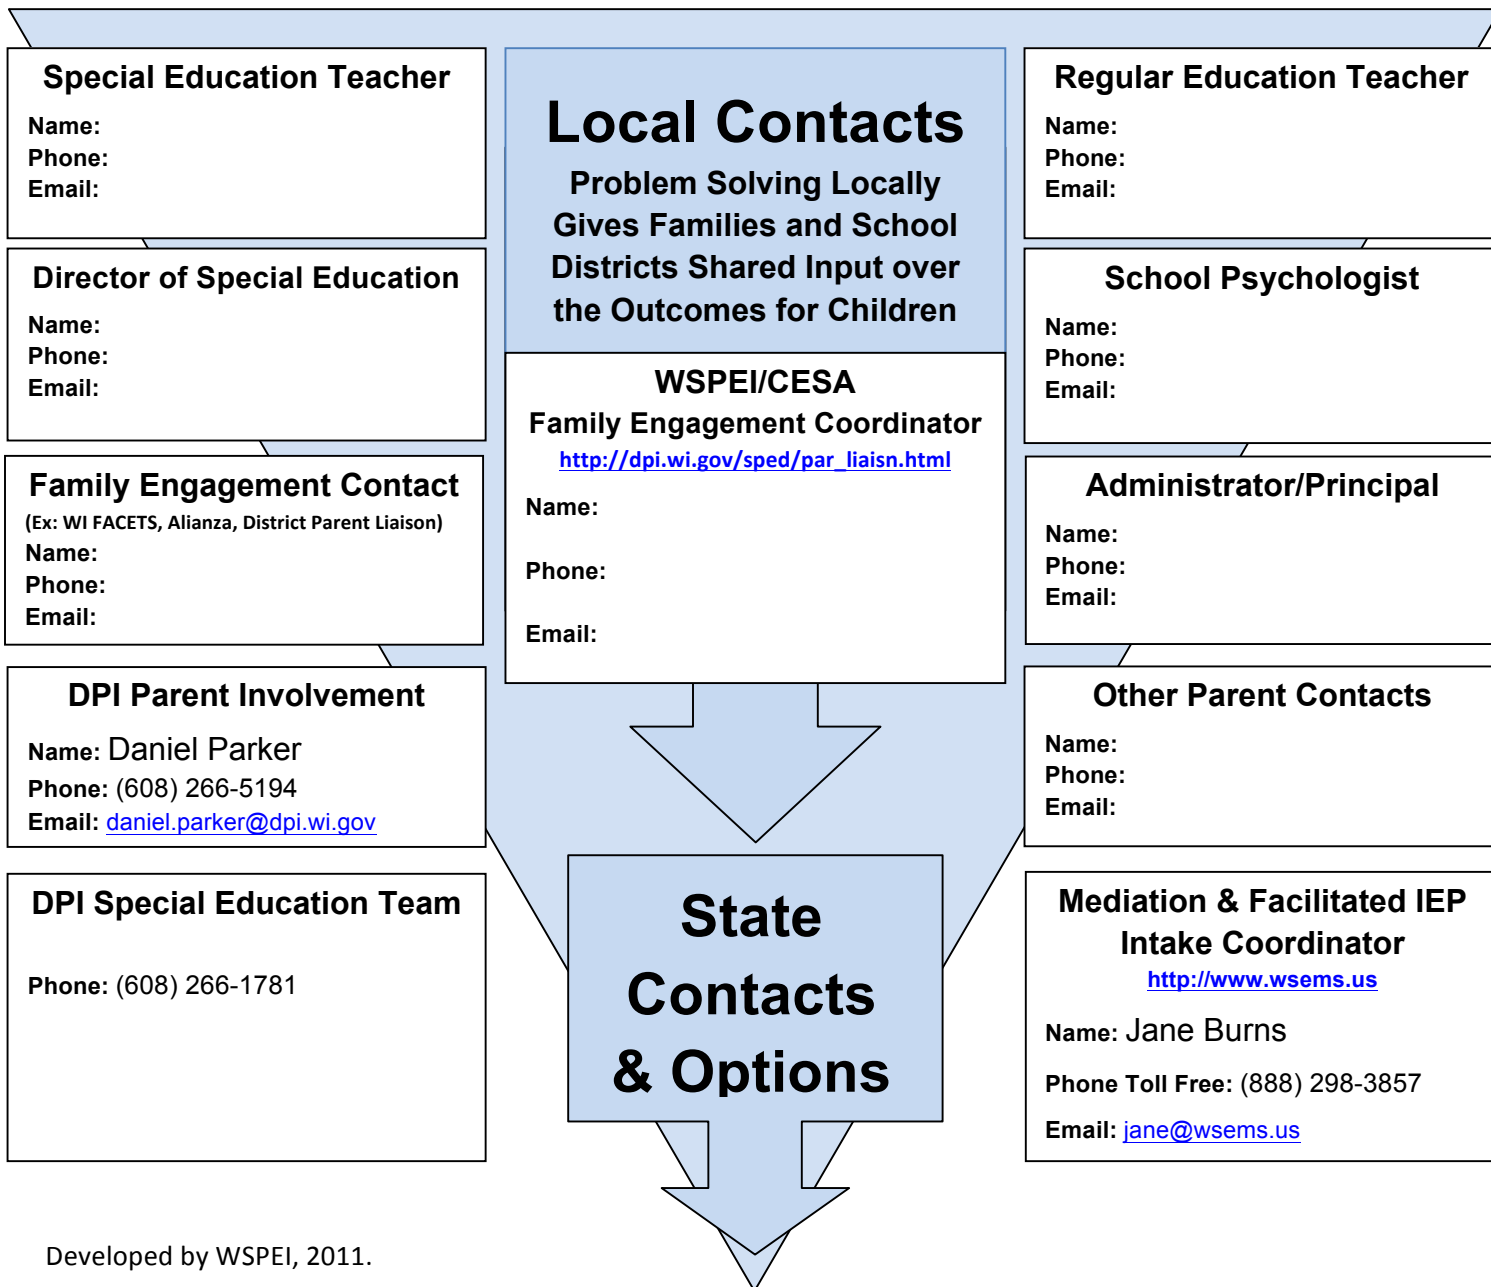 Special Education Teacher
Name:
Phone:
Email:
Director of Special Education
Name:
Phone:
Email:
Family Engagement Contact
(Ex: WI FACETS, Alianza, District Parent Liaison)
Name:
Phone:
Email:
DPI Parent Involvement
Name: Daniel Parker
Phone: (608) 266-5194
Email: daniel.parker@dpi.wi.gov
DPI Special Education Team
Phone: (608) 266-1781
Local Contacts
Problem Solving Locally
Gives Families and School
Districts Shared Input over
the Outcomes for Children
WSPEI/CESA
Family Engagement Coordinator
http://dpi.wi.gov/sped/par_liaisn.html
Name:
Phone:
Email:
State
Contacts
& Options
Regular Education Teacher
Name:
Phone:
Email:
School Psychologist
Name:
Phone:
Email:
Administrator/Principal
Name:
Phone:
Email:
Other Parent Contacts
Name:
Phone:
Email:
Mediation & Facilitated IEP
Intake Coordinator
http://www.wsems.us
Name: Jane Burns
Phone Toll Free: (888) 298-3857
Email: jane@wsems.us
Developed by WSPEI, 2011.